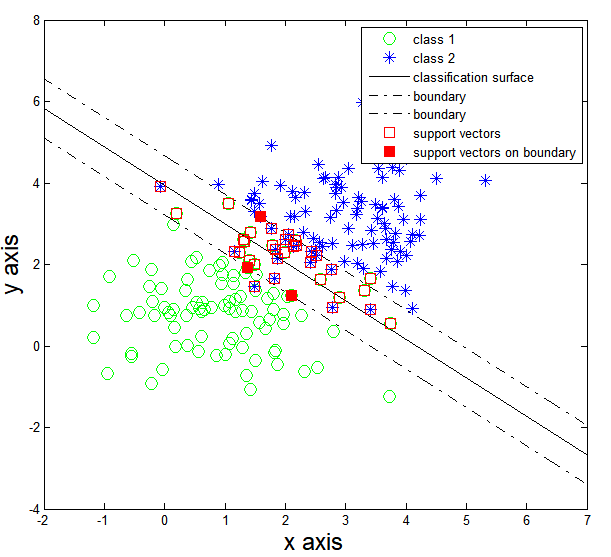 8
6
4
2
0
-2
-4
-2
-1
0
1
2
3
4
5
6
7
y axis
x axis
class 1
class 2
classification surface
boundary
boundary
support vectors
support vectors on boundary